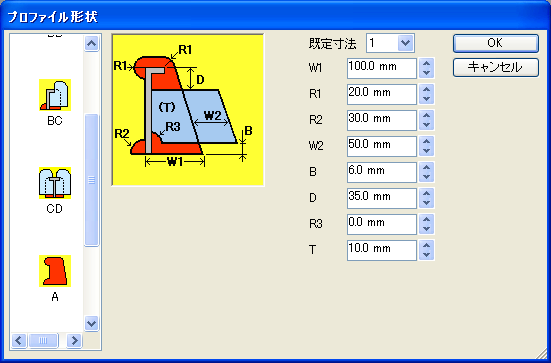 プロファイル形状
BB
BC
CD
A
R1
R1
D
(T)
R3
W2
R2
B
W1
既定寸法 1
W1 100.0 mm
R1 20.0 mm
R2 30.0 mm
W2 50.0 mm
B 6.0 mm
D 35.0 mm
R3 0.0 mm
T 10.0 mm
OK
キャンセル